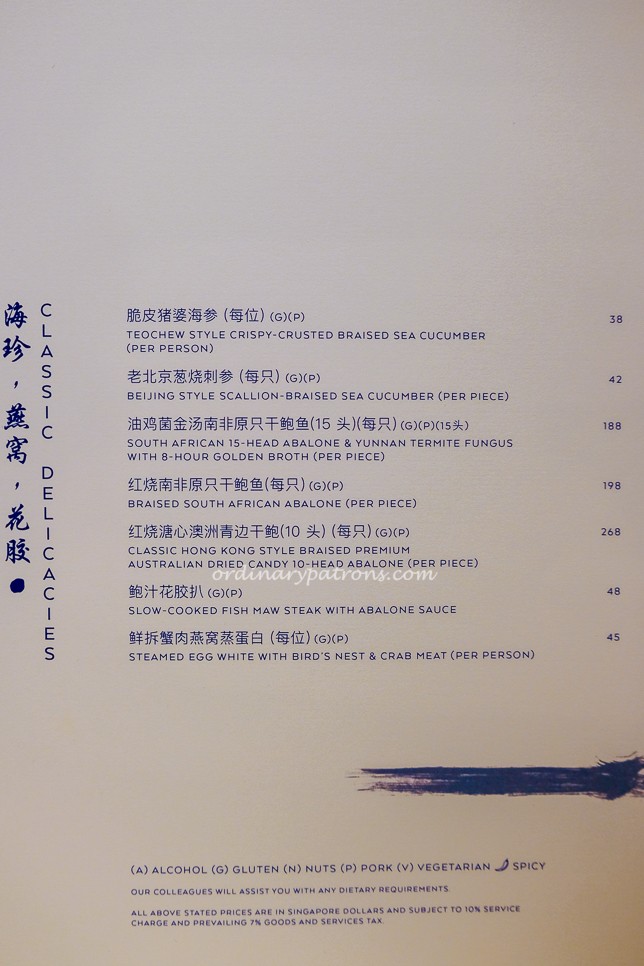 海珍，燕窝，花胶
CLASSIC DELICACIES
脆皮猪婆海参 (每位) (G)(P) 38
TEOCHEW STYLE CRISPY-CRUSTED BRAISED SEA CUCUMBER
(PER PERSON)
老北京葱烧刺参 (每只) (G)(P) 42
BEIJING STYLE SCALLION-BRAISED SEA CUCUMBER (PER PIECE)
油鸡菌金汤南非原只干鲍鱼(15 头)(每只) (G)(P)(15头) 188
SOUTH AFRICAN 15-HEAD ABALONE & YUNNAN TERMITE FUNGUS
WITH 8-HOUR GOLDEN BROTH (PER PIECE)
红烧南非原只干鲍鱼(每只) (G)(P) 198
BRAISED SOUTH AFRICAN ABALONE (PER PIECE)
红烧溏心澳洲青边干鲍(10 头) (每只) (G)(P) 268
CLASSIC HONG KONG STYLE BRAISED PREMIUM
AUSTRALIAN DRIED CANDY 10-HEAD ABALONE (PER PIECE)
ordinarypatrons.com
鲍汁花胶扒 (G)(P) 48
SLOW-COOKED FISH MAW STEAK WITH ABALONE SAUCE
鲜拆蟹肉燕窝蒸蛋白 (每位) (G)(P) 45
STEAMED EGG WHITE WITH BIRD'S NEST & CRAB MEAT (PER PERSON)
(A) ALCOHOL (G) GLUTEN (N) NUTS (P) PORK (V) VEGETARIAN SPICY
OUR COLLEAGUES WILL ASSIST YOU WITH ANY DIETARY REQUIREMENTS.
ALL ABOVE STATED PRICES ARE IN SINGAPORE DOLLARS AND SUBJECT TO 10% SERVICE
CHARGE AND PREVAILING 7% GOODS AND SERVICES TAX.